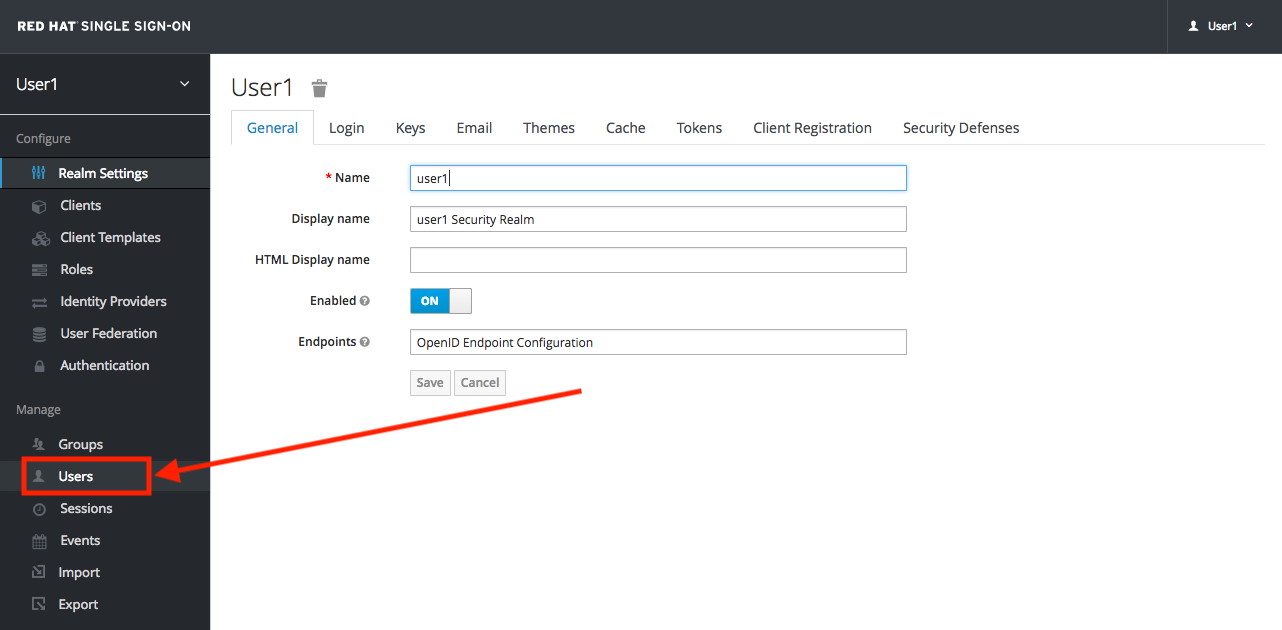 RED HAT SINGLE SIGN-ON
User1
User1
Configure
Realm Settings
Clients
Client Templates
Roles
Identity Providers
User Federation
Authentication
Manage
Groups
Users
Sessions
Events
Import
Export
User1
General Login Keys Email Themes Cache Tokens Client Registration Security Defenses
* Name user1
Display name user1 Security Realm
HTML Display name
Enabled ON
Endpoints OpenID Endpoint Configuration
Save Cancel